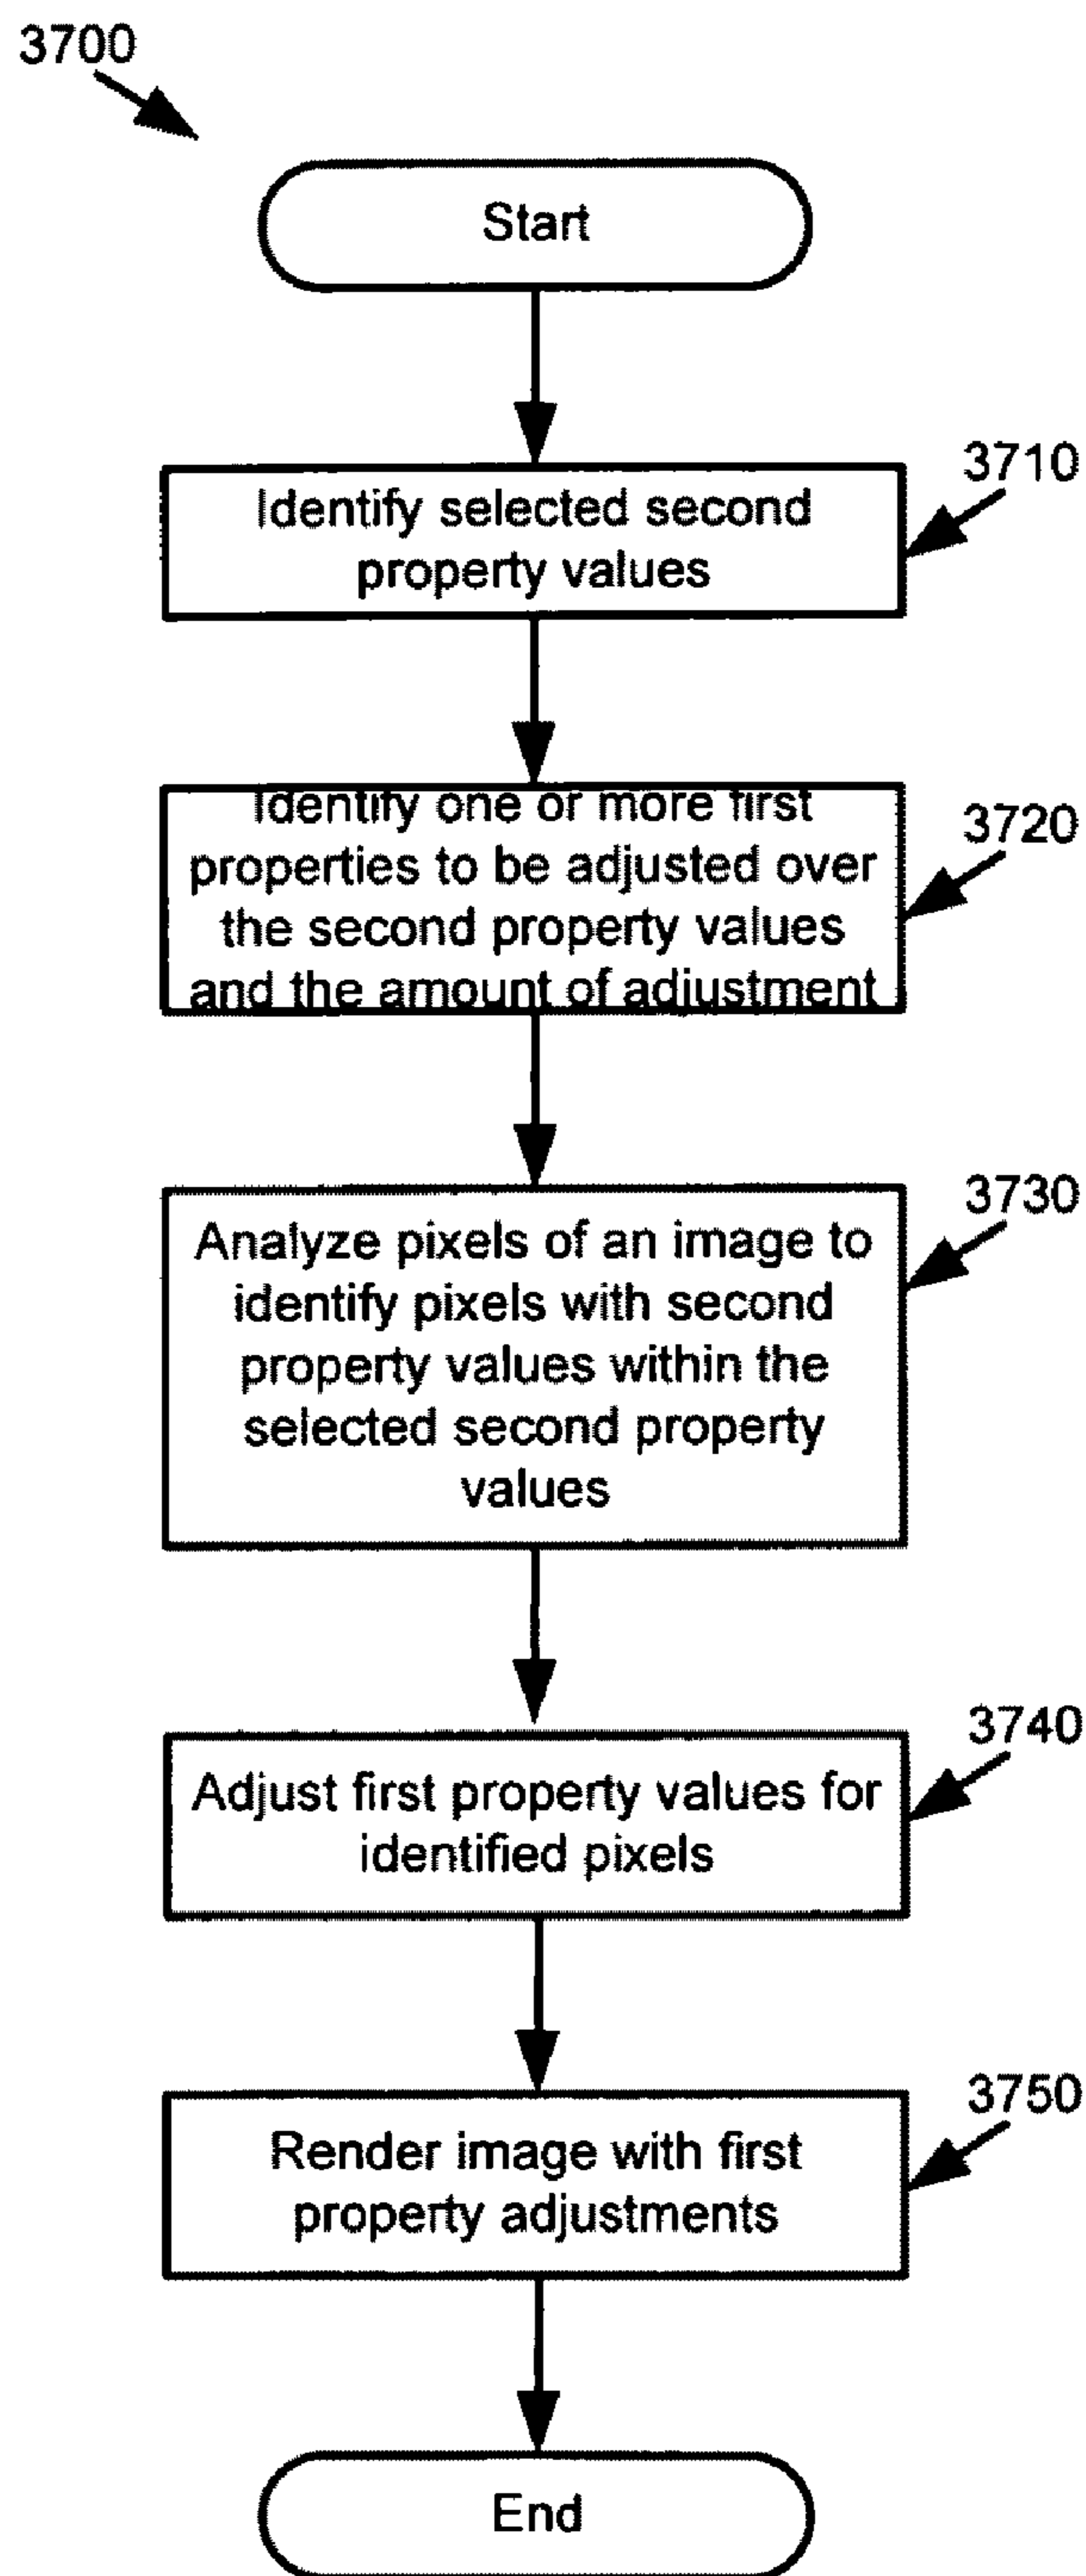 3700
Start
3710
Identify selected second
property values
3720
Identify one or more first
properties to be adjusted over
the second property values
and the amount of adjustment
3730
Analyze pixels of an image to
identify pixels with second
property values within the
selected second property
values
3740
Adjust first property values for
identified pixels
3750
Render image with first
property adjustments
End